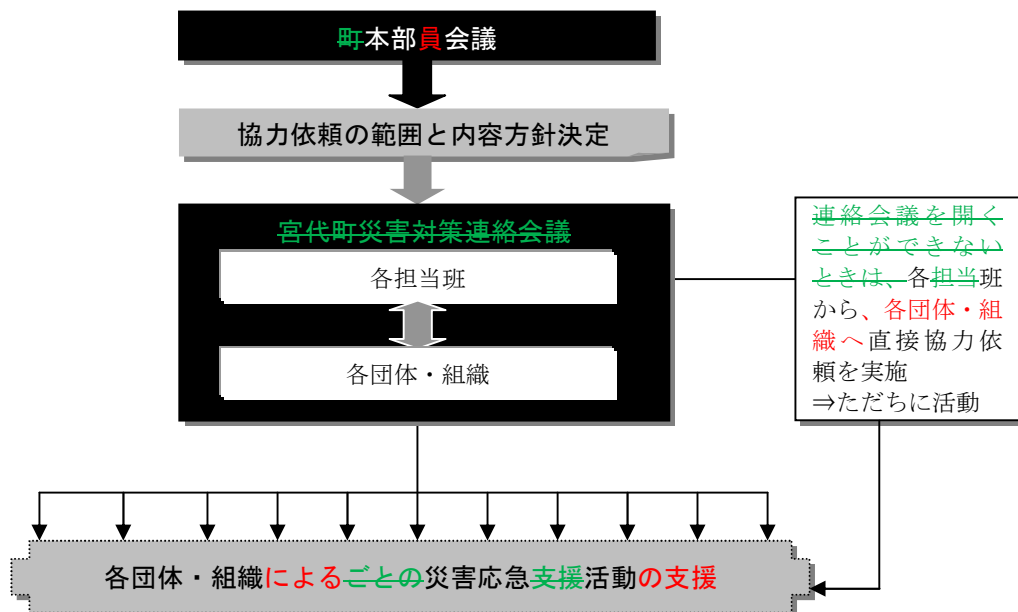 町本部員会議
協力依頼の範囲と内容方針決定
宮代町災害対策連絡会議
各担当班
各団体・組織
連絡会議を開く
ことができない
ときは、各担当班
から、各団体・組
織へ直接協力依
頼を実施
⇒ただちに活動
各団体・組織によるごとの災害応急支援活動の支援